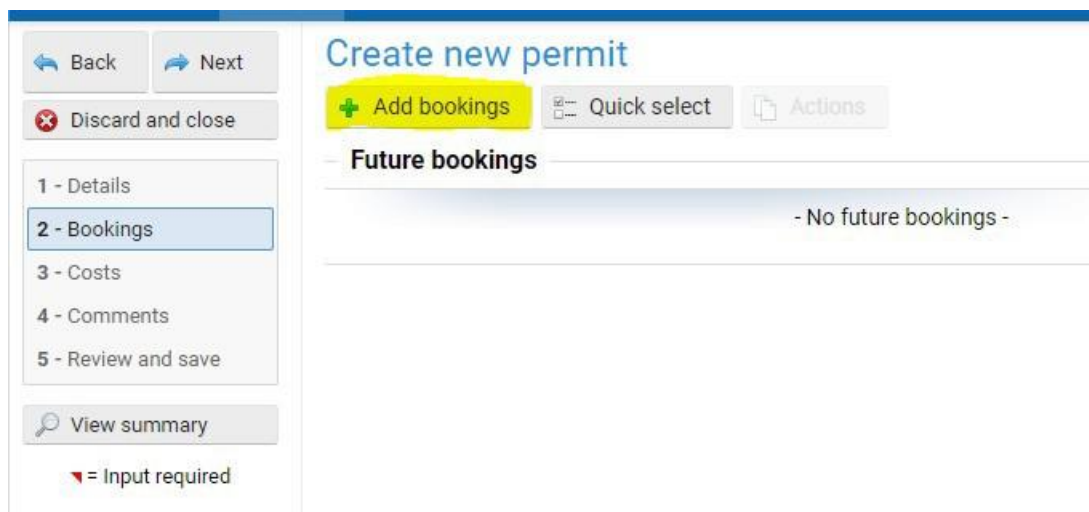 Back
Next
Discard and close
1 - Details
2 - Bookings
3 - Costs
4 - Comments
5 - Review and save
View summary
= Input required
Create new permit
Add bookings
Quick select
Actions
Future bookings
- No future bookings -